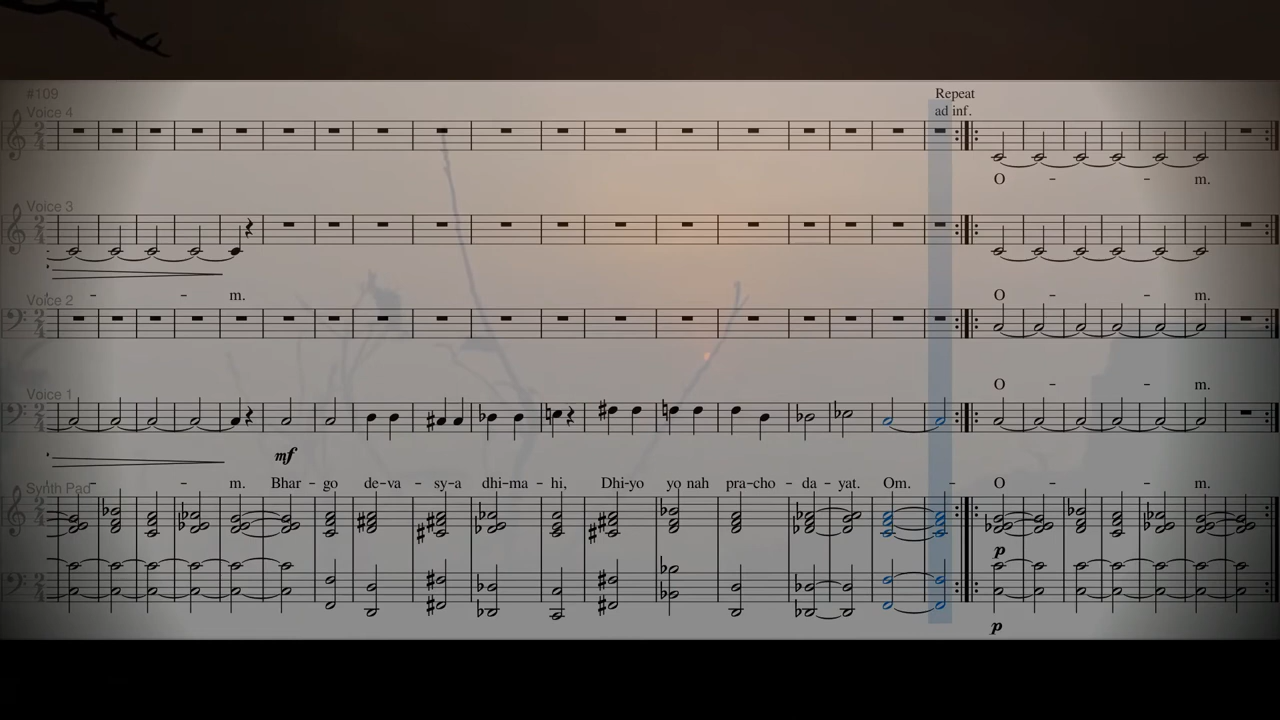 #109
Repeat
Voice 4
ad inf.
O - - m.
Voice 3
- - m.
O - - m.
Voice 2
O - - m.
Voice 1
mf
- - m. Bhar - go de-va - sy-a dhi-ma - hi, Dhi-yo yo nah pra-cho - da - yat. Om. - O - - m.
Synth Pad
p
p